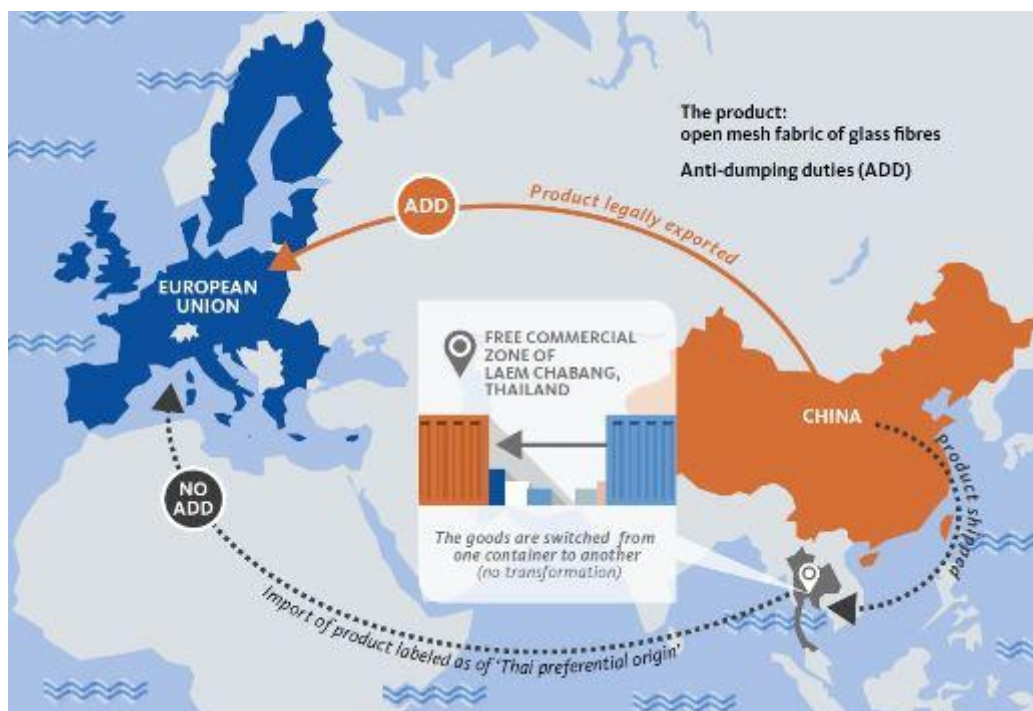 The product:
open mesh fabric of glass fibres
Anti-dumping duties (ADD)
ADD
Product legally exported
EUROPEAN
UNION
FREE COMMERCIAL
ZONE OF
LAEM CHABANG,
THAILAND
CHINA
Product shipped
NO
ADD
The goods are switched from
one container to another
(no transformation)
Import of product labeled as of 'Thai preferential origin'